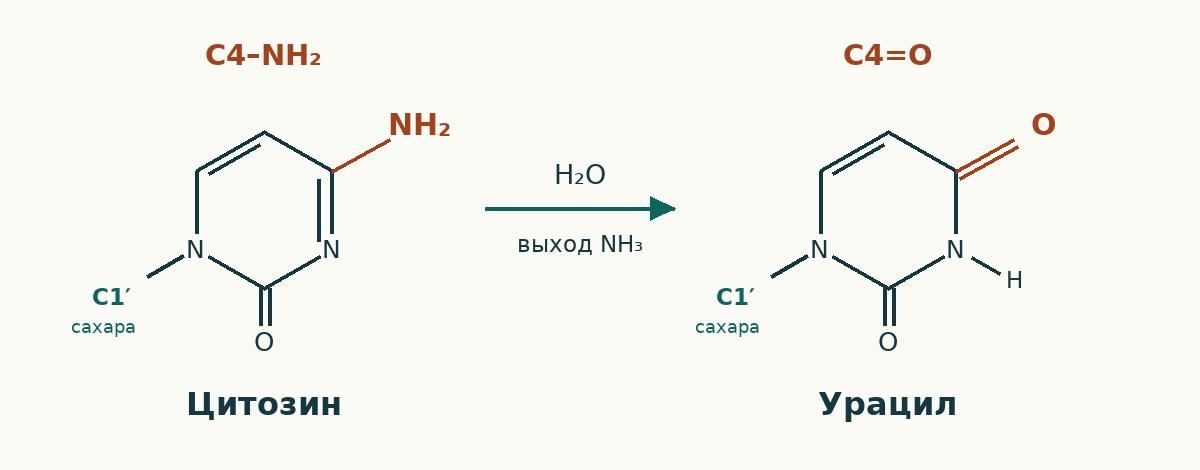 C4–NH₂
C4=O
NH₂
O
H₂O
выход NH₃
N
N
C1′
сахара
O
N
N
H
C1′
сахара
O
Цитозин
Урацил